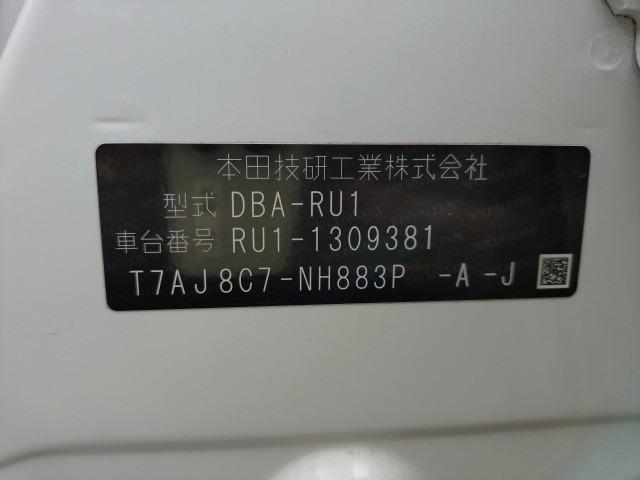 本田技研工業株式会社
型式 DBA-RU1
車台番号 RU1-1309381
T7AJ8C7-NH883P -A -J